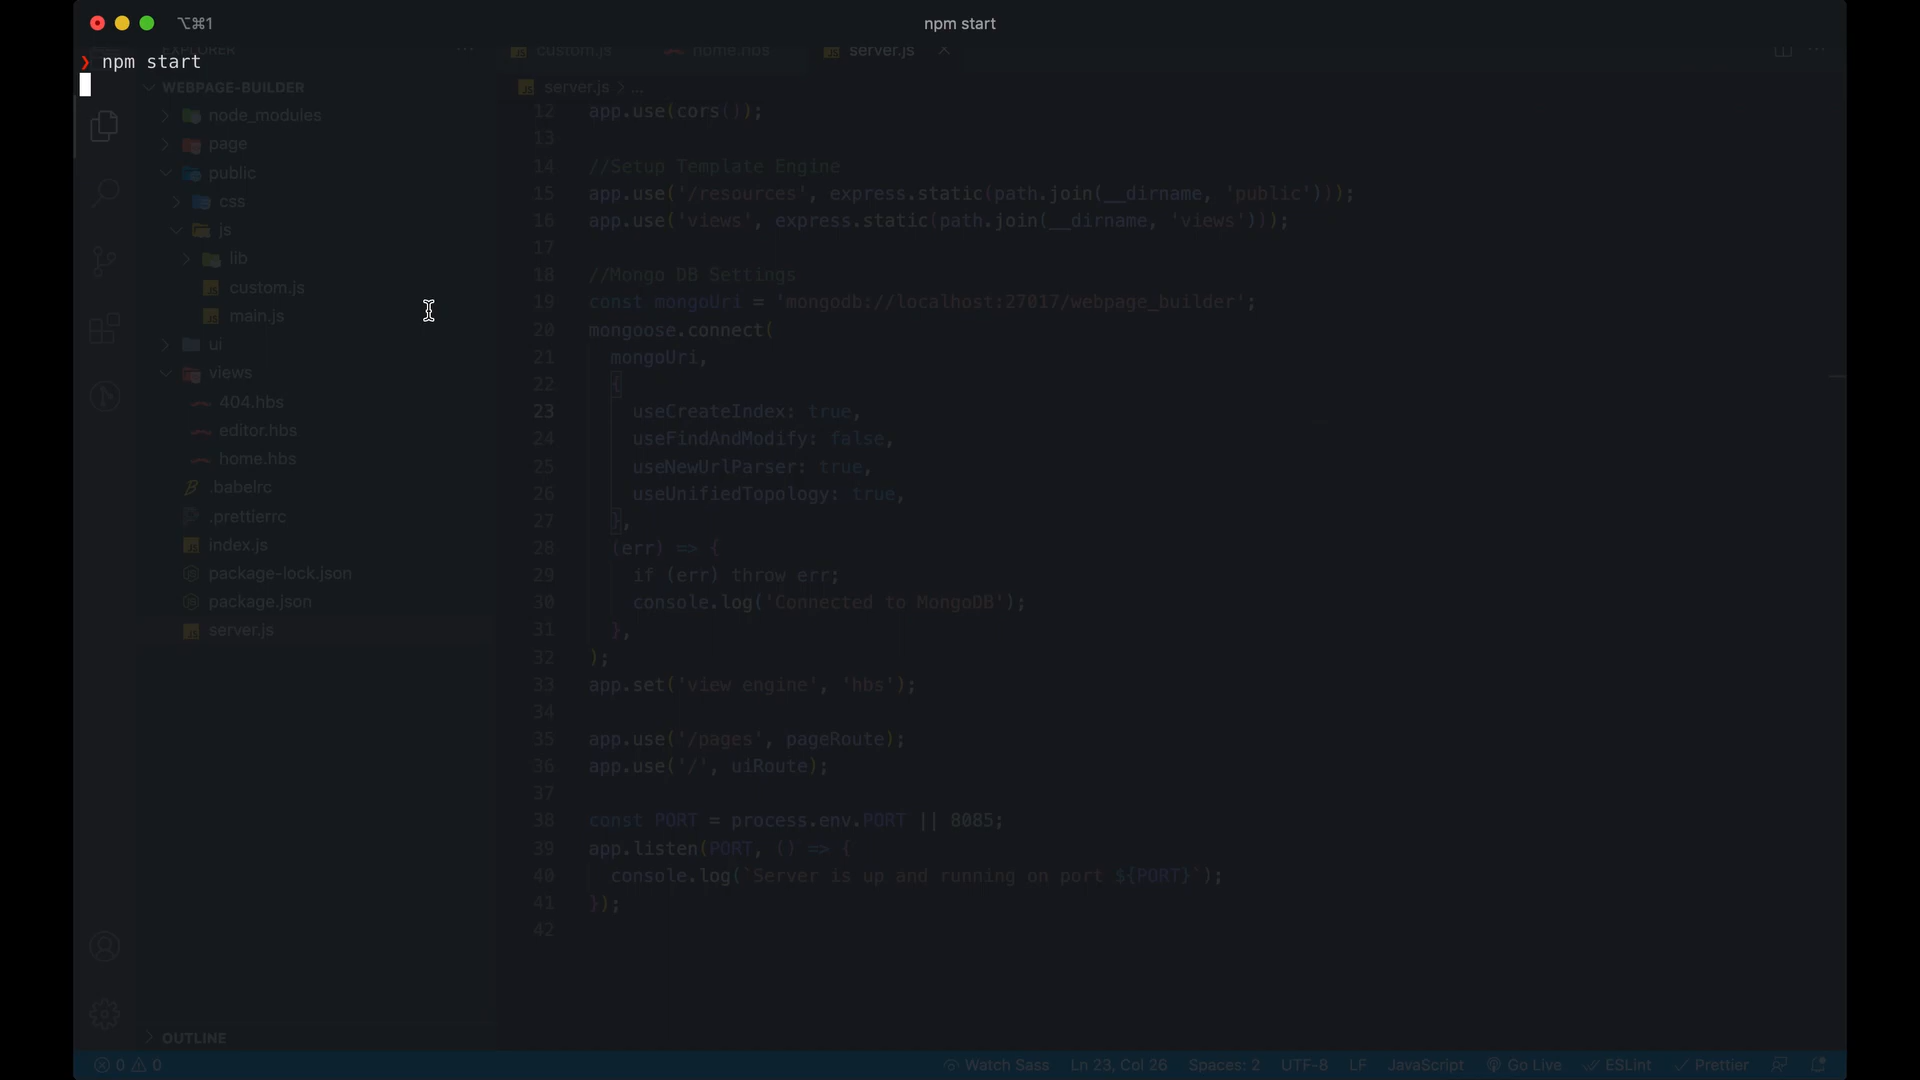 ⌥⌘1
npm start
❯ npm start
EXPLORER
WEBPAGE-BUILDER
node_modules
page
public
css
js
lib
custom.js
main.js
ui
views
404.hbs
editor.hbs
home.hbs
.babelrc
.prettierrc
index.js
package-lock.json
package.json
server.js
OUTLINE
custom.js home.hbs server.js
server.js > ...
12 app.use(cors());
13
14 //Setup Template Engine
15 app.use('/resources', express.static(path.join(__dirname, 'public')));
16 app.use('views', express.static(path.join(__dirname, 'views')));
17
18 //Mongo DB Settings
19 const mongoUri = 'mongodb://localhost:27017/webpage_builder';
20 mongoose.connect(
21 mongoUri,
22 {
23 useCreateIndex: true,
24 useFindAndModify: false,
25 useNewUrlParser: true,
26 useUnifiedTopology: true,
27 },
28 (err) => {
29 if (err) throw err;
30 console.log('Connected to MongoDB');
31 },
32 );
33 app.set('view engine', 'hbs');
34
35 app.use('/pages', pageRoute);
36 app.use('/', uiRoute);
37
38 const PORT = process.env.PORT || 8085;
39 app.listen(PORT, () => {
40 console.log(`Server is up and running on port ${PORT}`);
41 });
42
0 0 Watch Sass Ln 23, Col 26 Spaces: 2 UTF-8 LF JavaScript Go Live ESLint Prettier